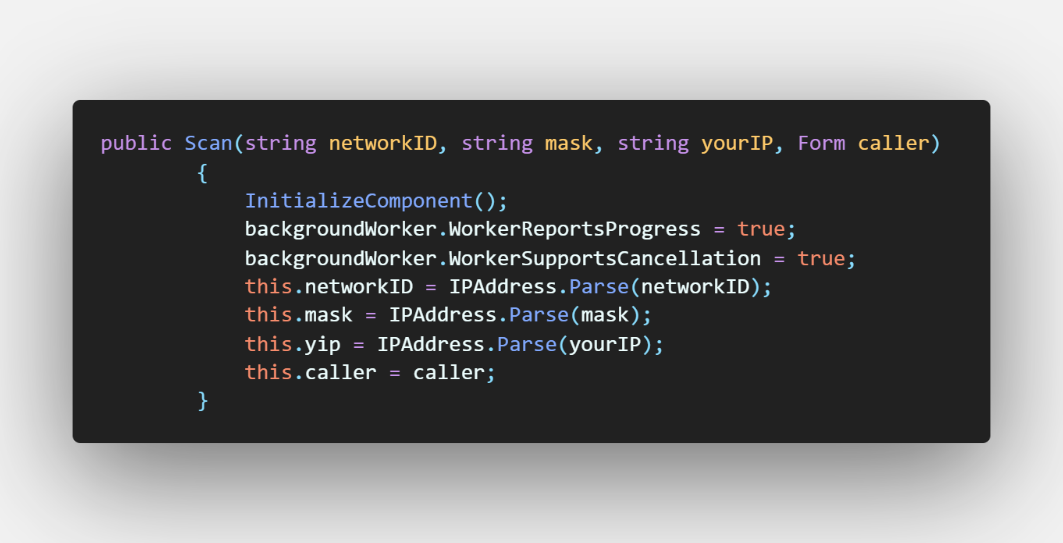 public Scan(string networkID, string mask, string yourIP, Form caller)
{
InitializeComponent();
backgroundWorker.WorkerReportsProgress = true;
backgroundWorker.WorkerSupportsCancellation = true;
this.networkID = IPAddress.Parse(networkID);
this.mask = IPAddress.Parse(mask);
this.yip = IPAddress.Parse(yourIP);
this.caller = caller;
}